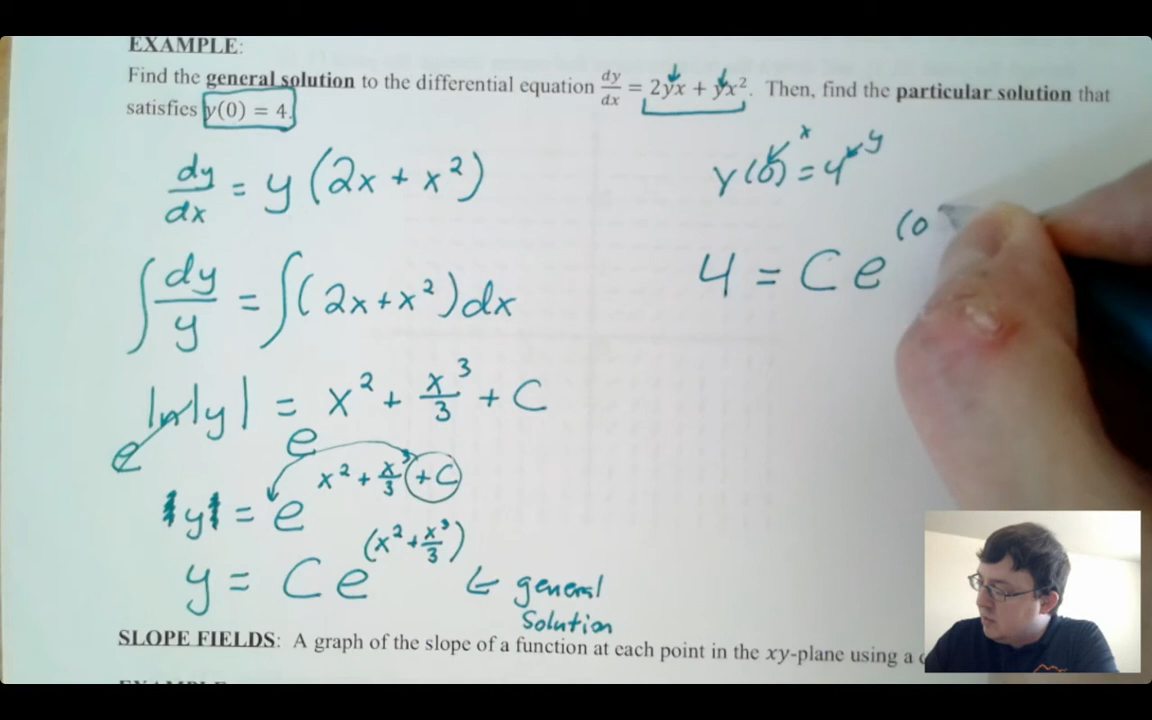 EXAMPLE:
Find the general solution to the differential equation dy/dx = 2yx + yx². Then, find the particular solution that
satisfies y(0) = 4.
dy/dx = y (2x + x²)
∫ dy/y = ∫ (2x + x²) dx
ln|y| = x² + x³/3 + C
e e
|y| = e^(x² + x³/3 + C)
y = C e^(x² + x³/3) ← general
solution
y(0) = 4
x y
4 = C e^(0
SLOPE FIELDS: A graph of the slope of a function at each point in the xy-plane using a